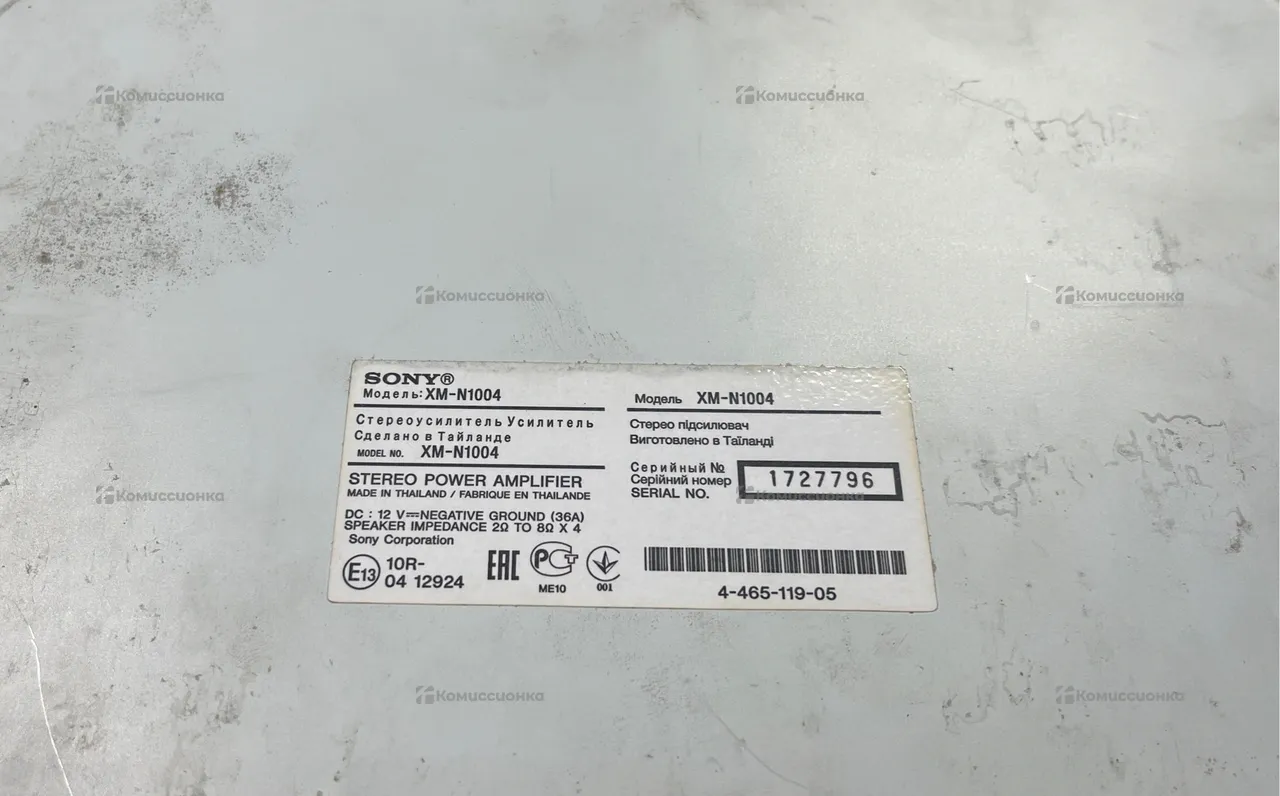 Комиссионка
Комиссионка
Комиссионка
Комиссионка
SONY®
Модель: XM-N1004
Стереоусилитель Усилитель
Сделано в Тайланде
MODEL NO. XM-N1004
STEREO POWER AMPLIFIER
MADE IN THAILAND / FABRIQUE EN THAILANDE
DC : 12 V⎓NEGATIVE GROUND (36A)
SPEAKER IMPEDANCE 2Ω TO 8Ω X 4
Sony Corporation
E13
10R-
04 12924
EAC
РСТ
ME10
001
Модель XM-N1004
Стерео підсилювач
Виготовлено в Таїланді
Серийный №
Серійний номер
SERIAL NO.
1727796
4-465-119-05
Комиссионка
Комиссионка
Комиссионка
Комиссионка